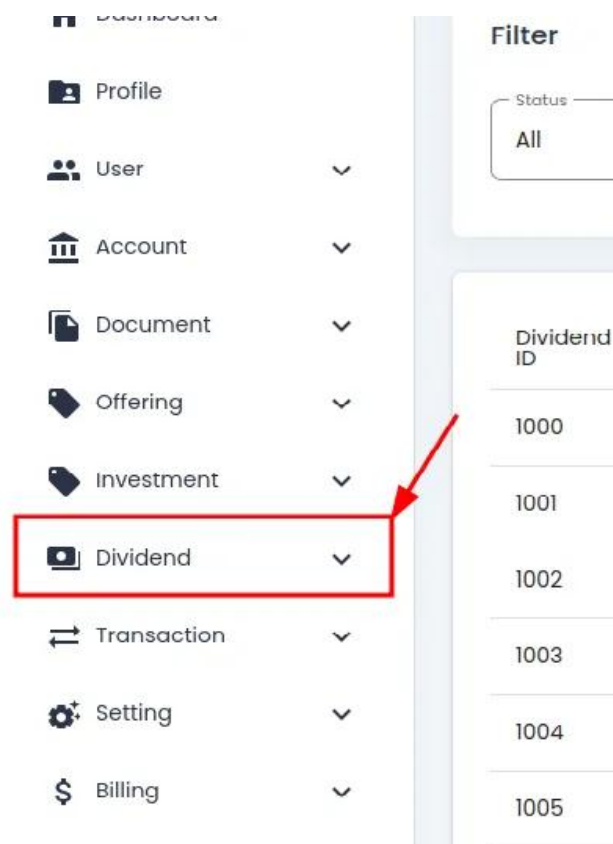 Dashboard
Profile
User
Account
Document
Offering
Investment
Dividend
Transaction
Setting
Billing
Filter
Status
All
Dividend
ID
1000
1001
1002
1003
1004
1005